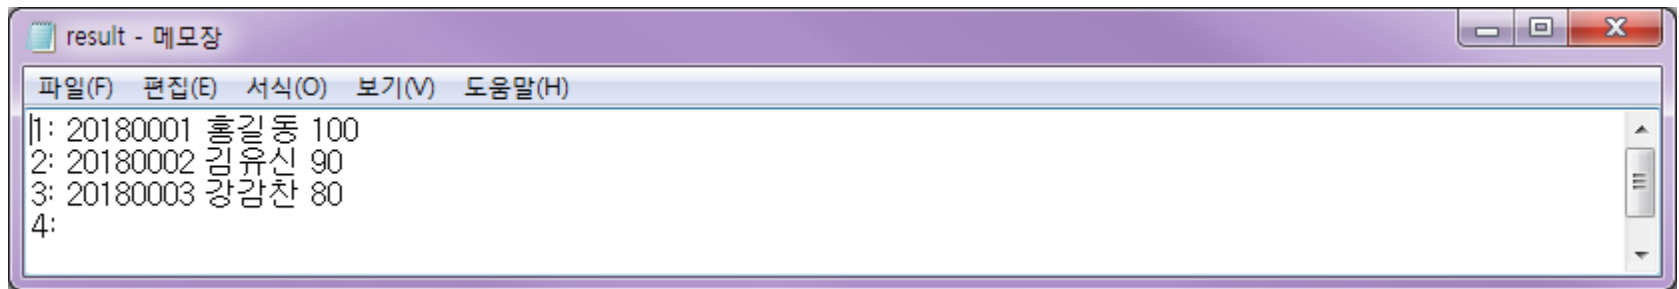 result - 메모장
파일(F) 편집(E) 서식(O) 보기(V) 도움말(H)
1: 20180001 홍길동 100
2: 20180002 김유신 90
3: 20180003 강감찬 80
4: